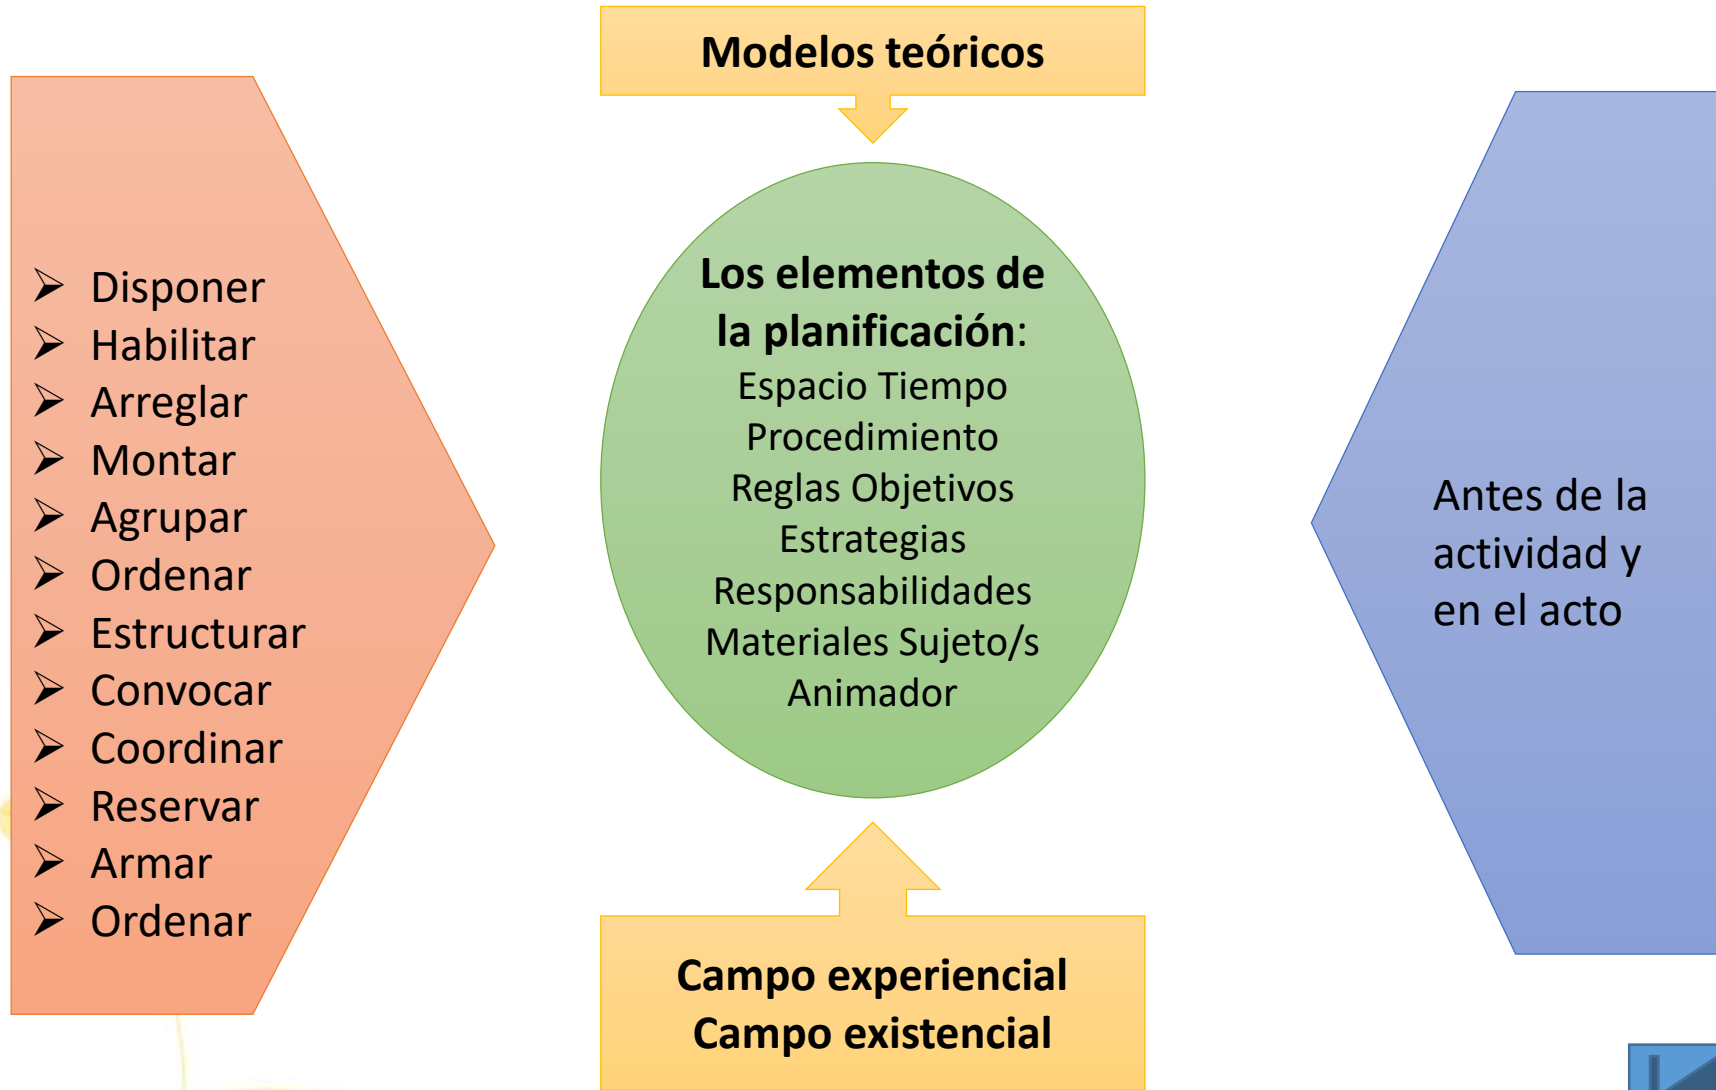 Modelos teóricos
➢ Disponer
➢ Habilitar
➢ Arreglar
➢ Montar
➢ Agrupar
➢ Ordenar
➢ Estructurar
➢ Convocar
➢ Coordinar
➢ Reservar
➢ Armar
➢ Ordenar
Los elementos de
la planificación:
Espacio Tiempo
Procedimiento
Reglas Objetivos
Estrategias
Responsabilidades
Materiales Sujeto/s
Animador
Antes de la
actividad y
en el acto
Campo experiencial
Campo existencial